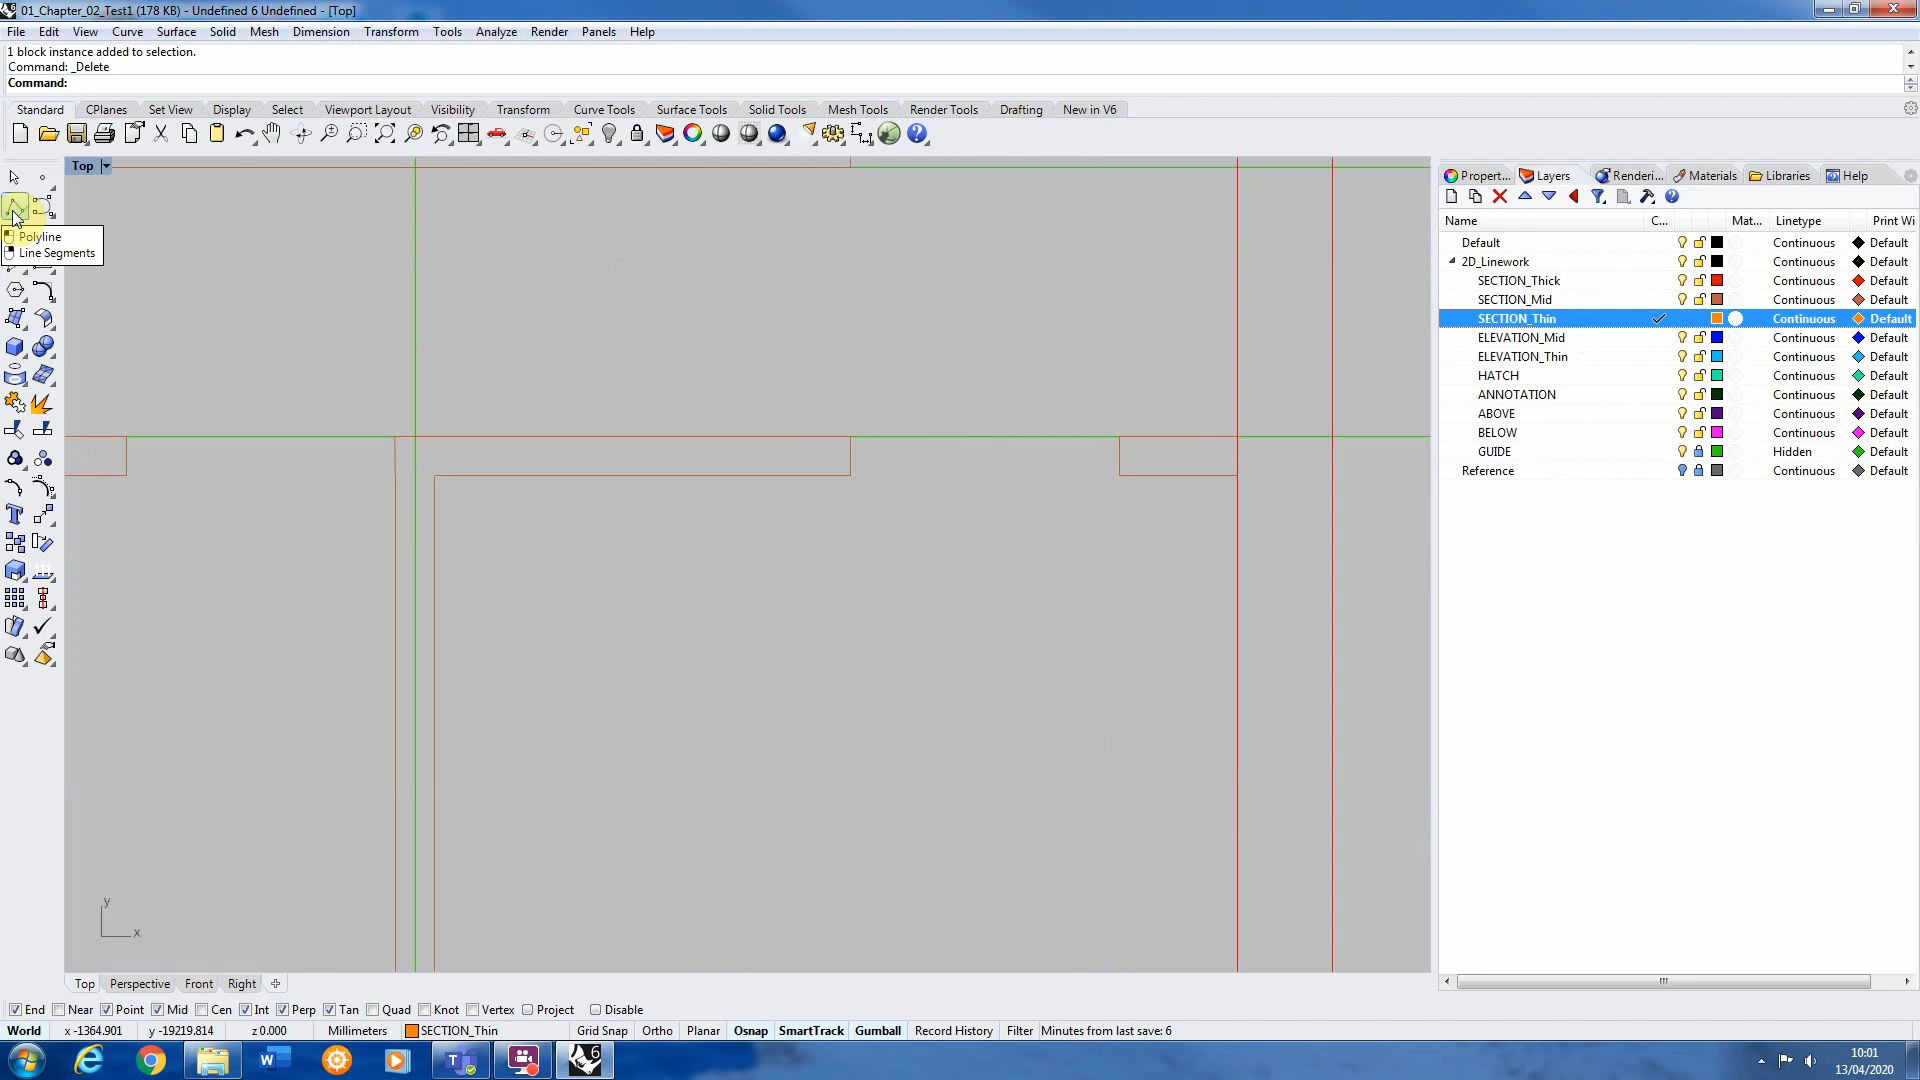 01_Chapter_02_Test1 (178 KB) - Undefined 6 Undefined - [Top]
File Edit View Curve Surface Solid Mesh Dimension Transform Tools Analyze Render Panels Help
1 block instance added to selection.
Command: _Delete
Command:
Standard CPlanes Set View Display Select Viewport Layout Visibility Transform Curve Tools Surface Tools Solid Tools Mesh Tools Render Tools Drafting New in V6
Top
Polyline
Line Segments
Propert... Layers Renderi... Materials Libraries Help
Name C... Mat... Linetype Print Wi
Default Continuous Default
2D_Linework Continuous Default
SECTION_Thick Continuous Default
SECTION_Mid Continuous Default
SECTION_Thin Continuous Default
ELEVATION_Mid Continuous Default
ELEVATION_Thin Continuous Default
HATCH Continuous Default
ANNOTATION Continuous Default
ABOVE Continuous Default
BELOW Continuous Default
GUIDE Hidden Default
Reference Continuous Default
y
x
Top Perspective Front Right
End Near Point Mid Cen Int Perp Tan Quad Knot Vertex Project Disable
World x -1364.901 y -19219.814 z 0.000 Millimeters SECTION_Thin Grid Snap Ortho Planar Osnap SmartTrack Gumball Record History Filter Minutes from last save: 6
10:01
13/04/2020